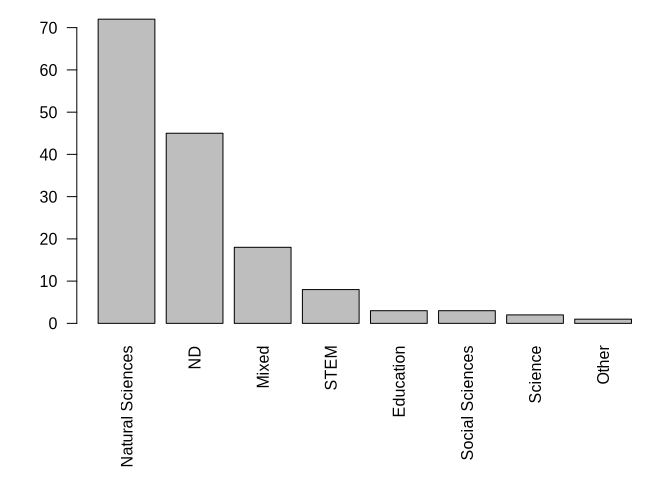 70
60
50
40
30
20
10
0
Natural Sciences
ND
Mixed
STEM
Education
Social Sciences
Science
Other